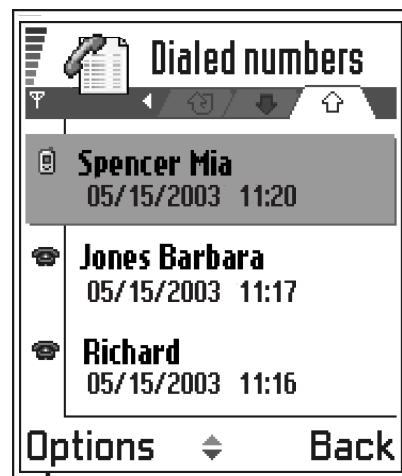 Dialed numbers
Spencer Mia
05/15/2003 11:20
Jones Barbara
05/15/2003 11:17
Richard
05/15/2003 11:16
Options Back